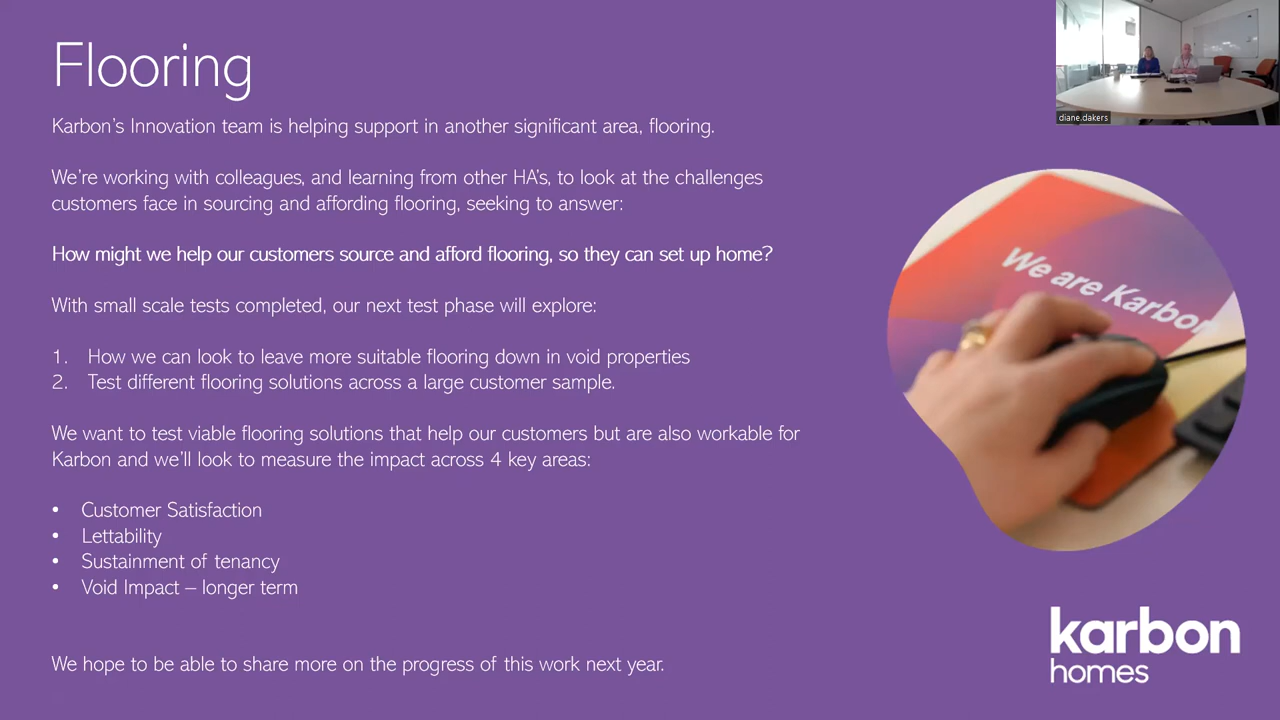 Flooring
Karbon's Innovation team is helping support in another significant area, flooring.
We're working with colleagues, and learning from other HA's, to look at the challenges
customers face in sourcing and affording flooring, seeking to answer:
How might we help our customers source and afford flooring, so they can set up home?
With small scale tests completed, our next test phase will explore:
1. How we can look to leave more suitable flooring down in void properties
2. Test different flooring solutions across a large customer sample.
We want to test viable flooring solutions that help our customers but are also workable for
Karbon and we'll look to measure the impact across 4 key areas:
• Customer Satisfaction
• Lettability
• Sustainment of tenancy
• Void Impact – longer term
We hope to be able to share more on the progress of this work next year.
diane.dakers
We are Karbon
karbon
homes